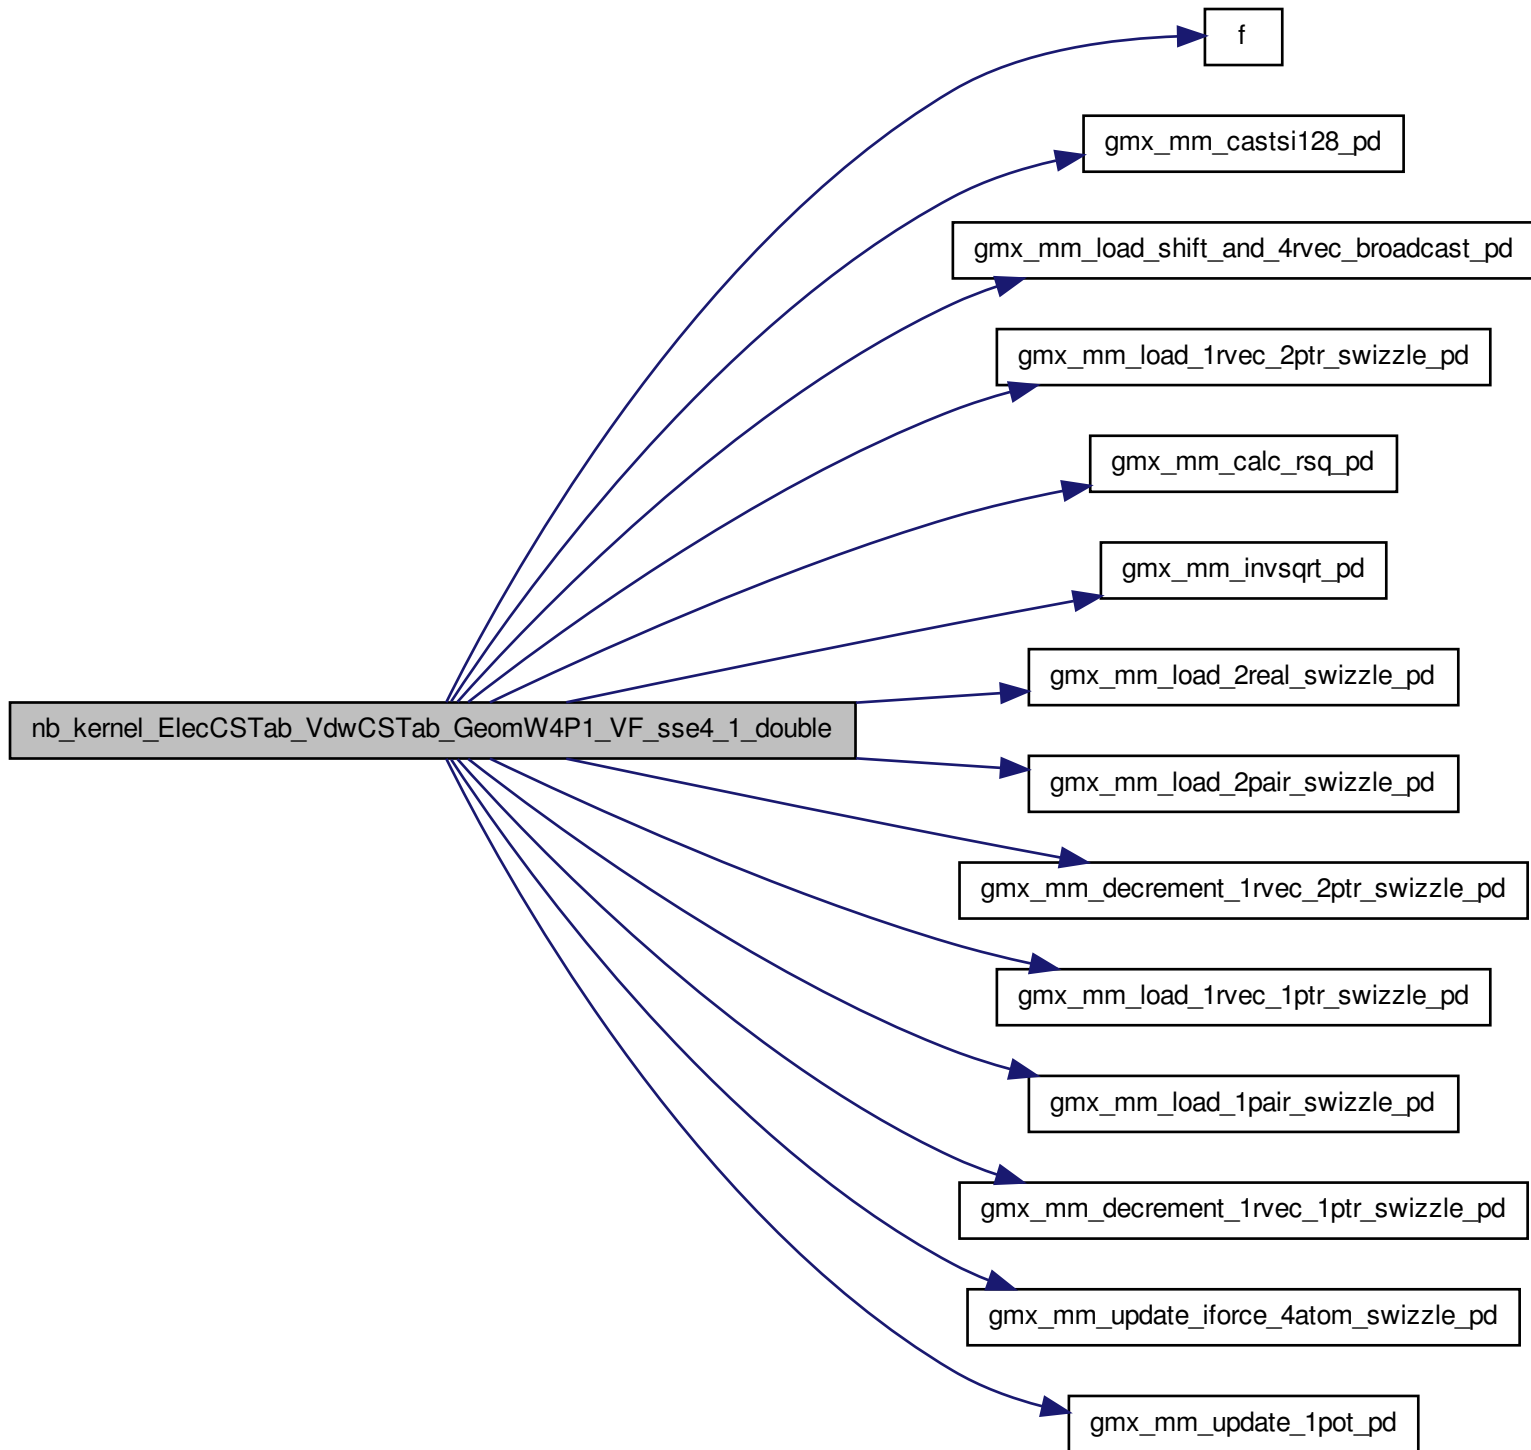 f
gmx_mm_castsi128_pd
gmx_mm_load_shift_and_4rvec_broadcast_pd
gmx_mm_load_1rvec_2ptr_swizzle_pd
gmx_mm_calc_rsq_pd
gmx_mm_invsqrt_pd
gmx_mm_load_2real_swizzle_pd
nb_kernel_ElecCSTab_VdwCSTab_GeomW4P1_VF_sse4_1_double
gmx_mm_load_2pair_swizzle_pd
gmx_mm_decrement_1rvec_2ptr_swizzle_pd
gmx_mm_load_1rvec_1ptr_swizzle_pd
gmx_mm_load_1pair_swizzle_pd
gmx_mm_decrement_1rvec_1ptr_swizzle_pd
gmx_mm_update_iforce_4atom_swizzle_pd
gmx_mm_update_1pot_pd